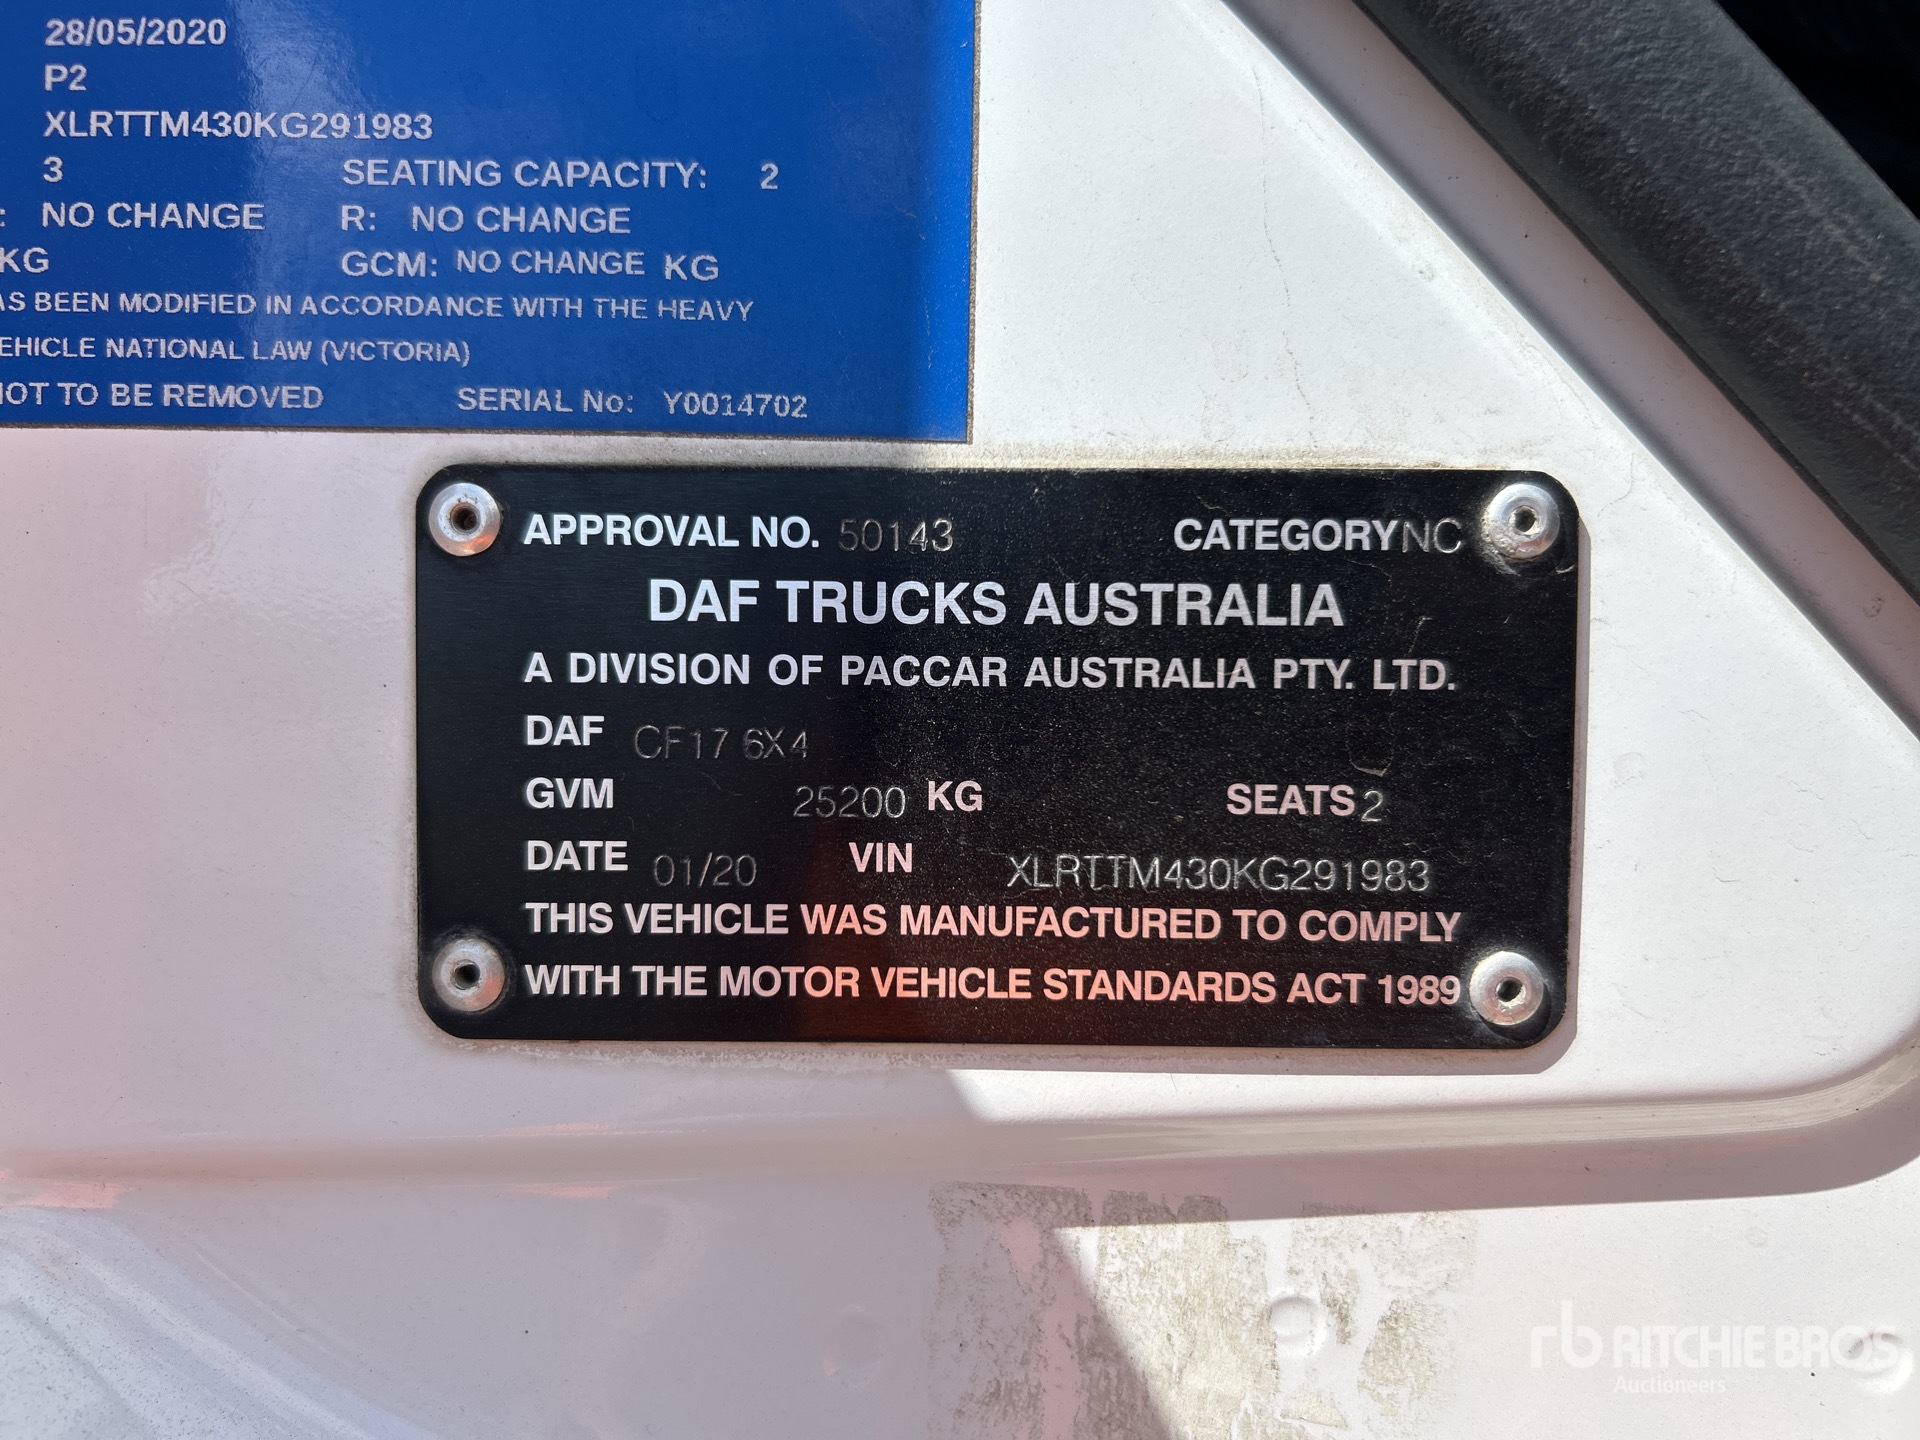 28/05/2020
P2
XLRTTM430KG291983
3 SEATING CAPACITY: 2
: NO CHANGE R: NO CHANGE
KG GCM: NO CHANGE KG
AS BEEN MODIFIED IN ACCORDANCE WITH THE HEAVY
EHICLE NATIONAL LAW (VICTORIA)
NOT TO BE REMOVED SERIAL No: Y0014702
APPROVAL NO. 50143 CATEGORY NC
DAF TRUCKS AUSTRALIA
A DIVISION OF PACCAR AUSTRALIA PTY. LTD.
DAF CF17 6X4
GVM 25200 KG SEATS 2
DATE 01/20 VIN XLRTTM430KG291983
THIS VEHICLE WAS MANUFACTURED TO COMPLY
WITH THE MOTOR VEHICLE STANDARDS ACT 1989
rb RITCHIE BROS
Auctioneers